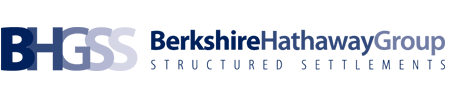 BHGSS
BerkshireHathawayGroup
STRUCTURED SETTLEMENTS